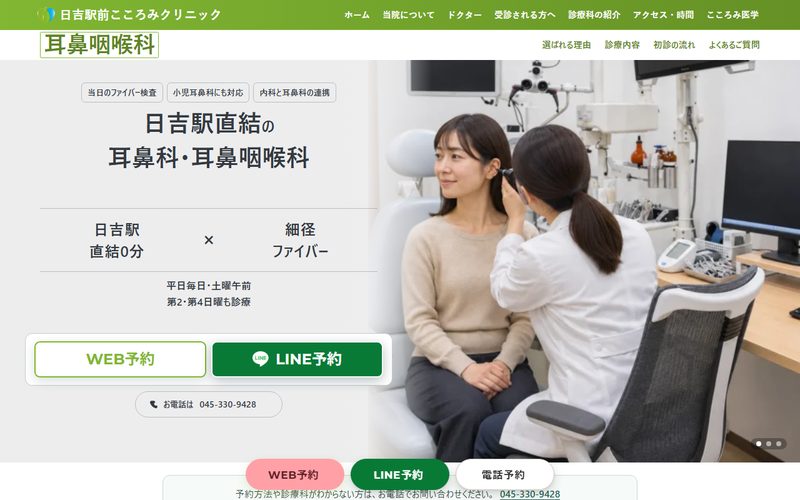 日吉駅前こころみクリニック
ホーム 当院について ドクター 受診される方へ 診療科の紹介 アクセス・時間 こころみ医学
耳鼻咽喉科
選ばれる理由 診療内容 初診の流れ よくあるご質問
当日のファイバー検査 小児耳鼻科にも対応 内科と耳鼻科の連携
日吉駅直結の
耳鼻科・耳鼻咽喉科
日吉駅
直結0分
×
細径
ファイバー
平日毎日・土曜午前
第2・第4日曜も診療
WEB予約
LINE LINE予約
お電話は 045-330-9428
WEB予約 LINE予約 電話予約
予約方法や診療科がわからない方は、お電話でお問い合わせください。 045-330-9428